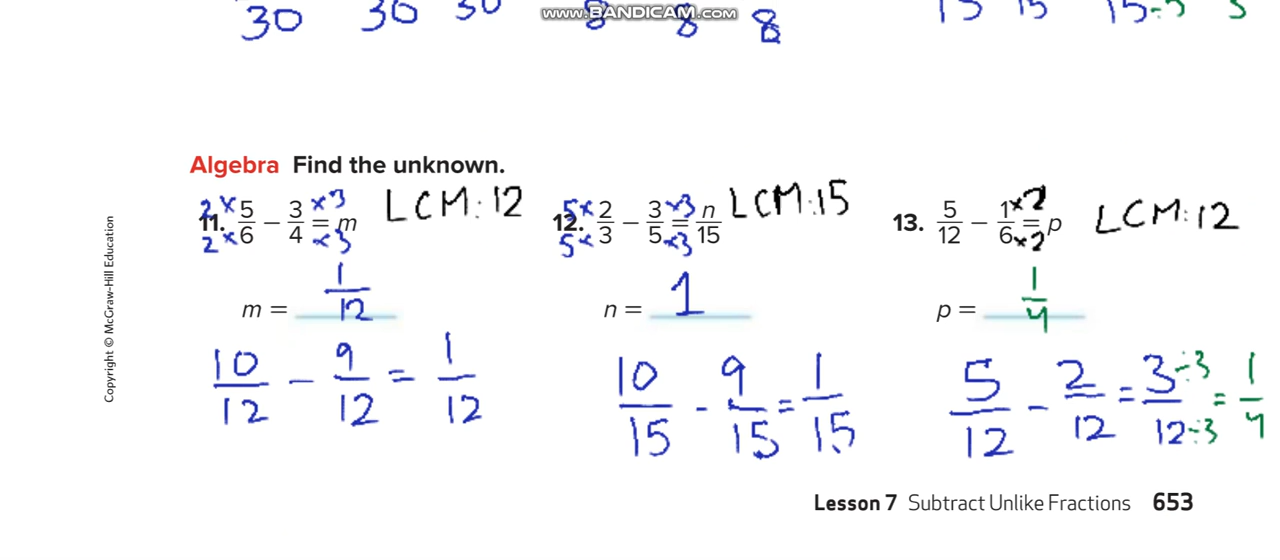 30 30 30 8 8 8 15 15 15÷5 3
www.BANDICAM.com
Algebra Find the unknown.
11. 2× 5/6 2× − 3/4 ×3 ×3 = m LCM:12
m = 1/12
10/12 − 9/12 = 1/12
12. 5× 2/3 5× − 3/5 ×3 ×3 = n/15 LCM:15
n = 1
10/15 - 9/15 = 1/15
13. 5/12 − 1/6 ×2 ×2 = p LCM:12
p = 1/4
5/12 - 2/12 = 3÷3/12÷3 = 1/4
Copyright © McGraw-Hill Education
Lesson 7 Subtract Unlike Fractions 653